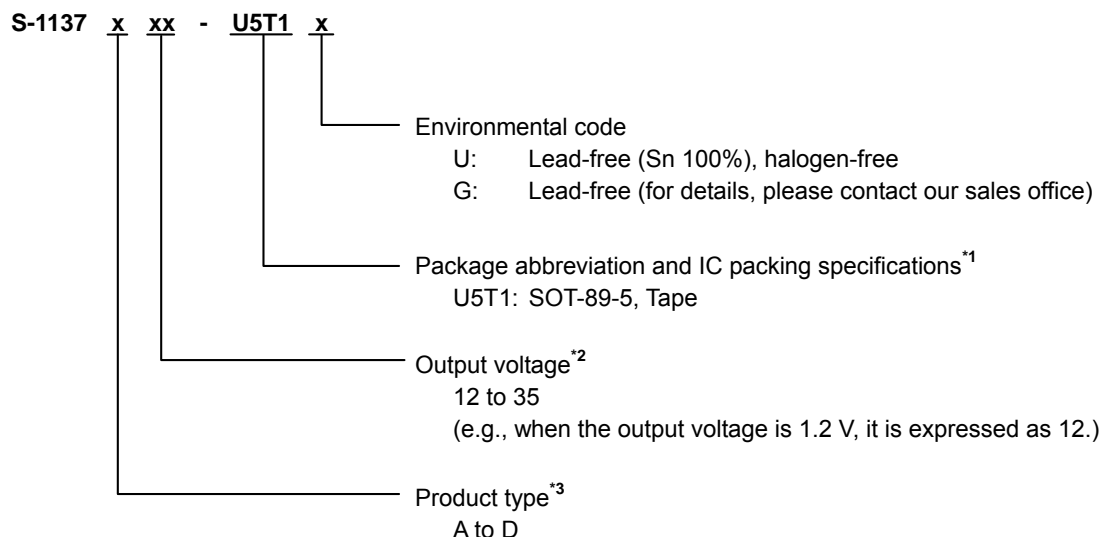 S-1137 x xx - U5T1 x
Environmental code
U: Lead-free (Sn 100%), halogen-free
G: Lead-free (for details, please contact our sales office)
Package abbreviation and IC packing specifications*1
U5T1: SOT-89-5, Tape
Output voltage*2
12 to 35
(e.g., when the output voltage is 1.2 V, it is expressed as 12.)
Product type*3
A to D